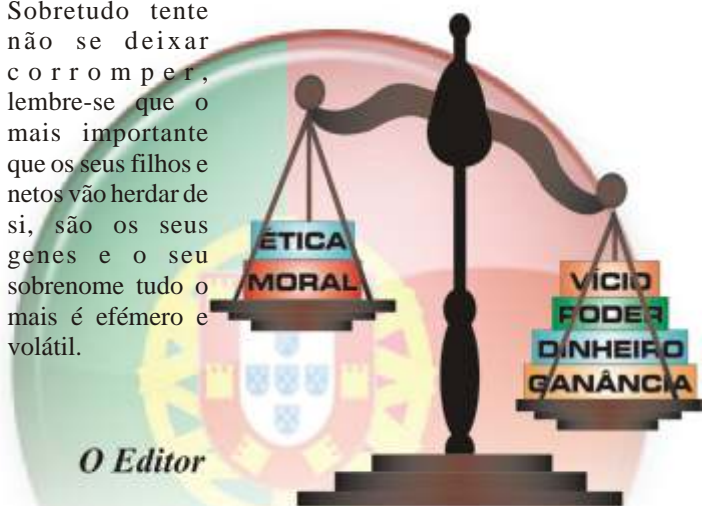 Sobretudo tente
não se deixar
corromper,
lembre-se que o
mais importante
que os seus filhos e
netos vão herdar de
si, são os seus
genes e o seu
sobrenome tudo o
mais é efémero e
volátil.
O Editor
ÉTICA
MORAL
VÍCIO
PODER
DINHEIRO
GANÂNCIA